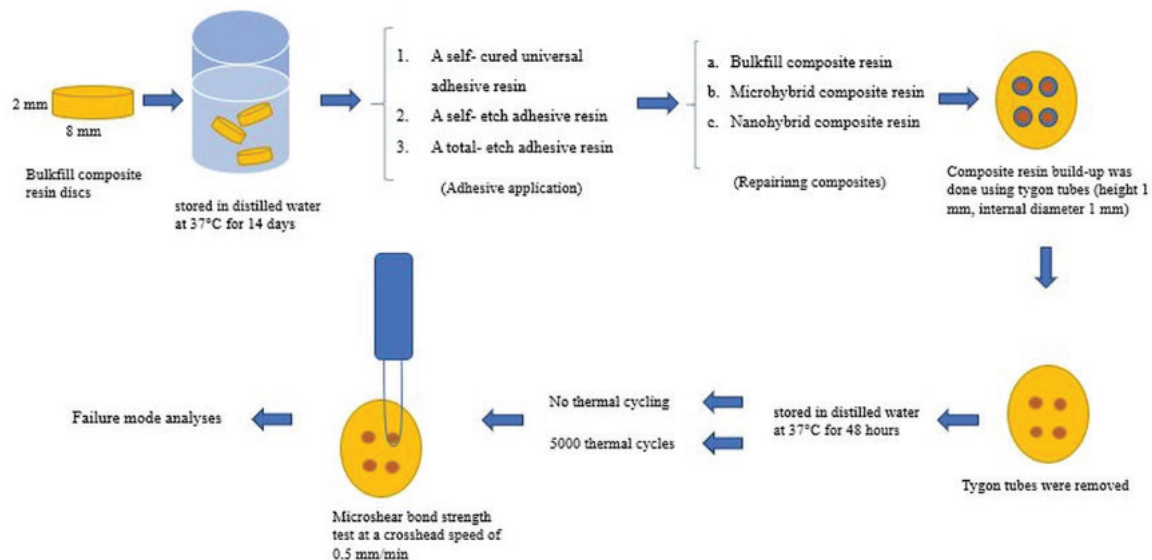 2 mm
8 mm
Bulkfill composite
resin discs
stored in distilled water
at 37°C for 14 days
1. A self- cured universal
adhesive resin
2. A self- etch adhesive resin
3. A total- etch adhesive resin
(Adhesive application)
a. Bulkfill composite resin
b. Microhybrid composite resin
c. Nanohybrid composite resin
(Repairinng composites)
Composite resin build-up was
done using tygon tubes (height 1
mm, internal diameter 1 mm)
Tygon tubes were removed
stored in distilled water
at 37°C for 48 hours
No thermal cycling
5000 thermal cycles
Microshear bond strength
test at a crosshead speed of
0.5 mm/min
Failure mode analyses